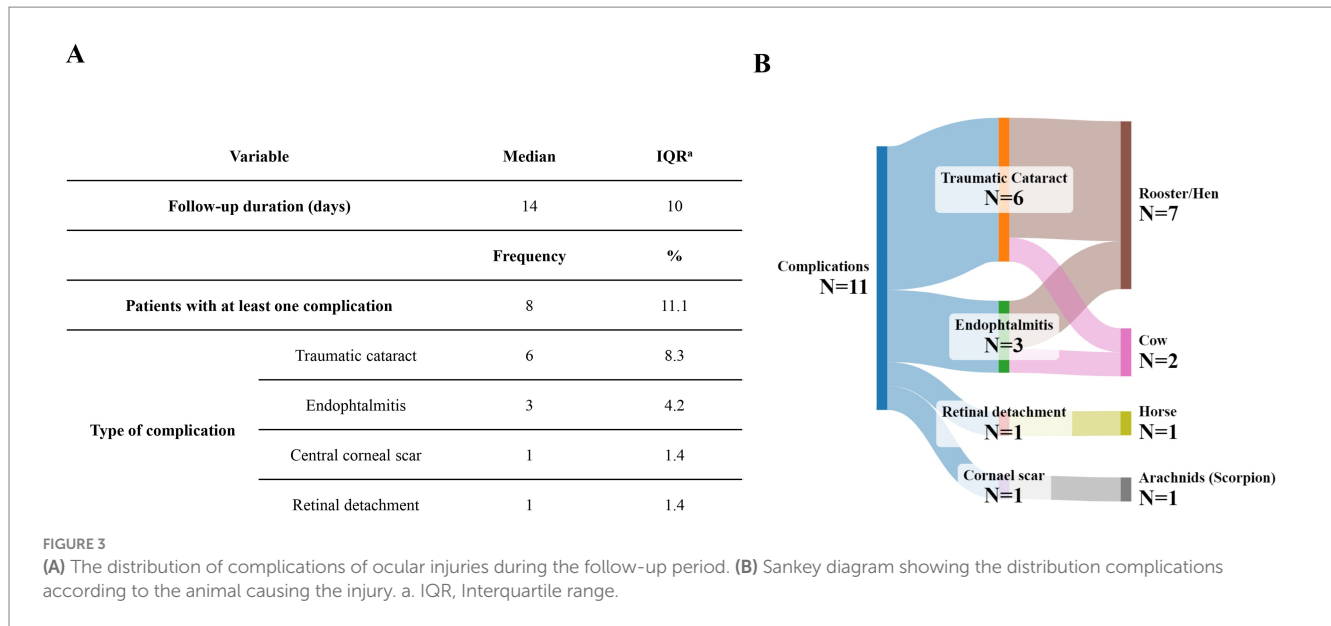 A
Variable Median IQRᵃ
Follow-up duration (days) 14 10
Frequency %
Patients with at least one complication 8 11.1
Type of complication
Traumatic cataract 6 8.3
Endophtalmitis 3 4.2
Central corneal scar 1 1.4
Retinal detachment 1 1.4
B
Complications
N=11
Traumatic Cataract
N=6
Endophtalmitis
N=3
Retinal detachment
N=1
Cornael scar
N=1
Rooster/Hen
N=7
Cow
N=2
Horse
N=1
Arachnids (Scorpion)
N=1
FIGURE 3
(A) The distribution of complications of ocular injuries during the follow-up period. (B) Sankey diagram showing the distribution complications
according to the animal causing the injury. a. IQR, Interquartile range.